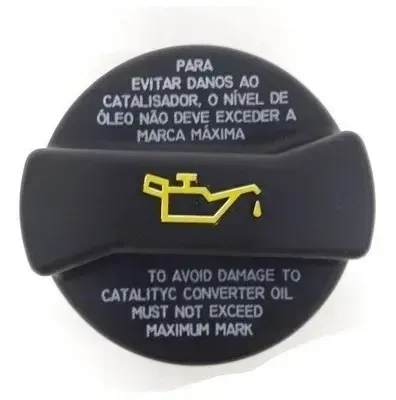 PARA
EVITAR DANOS AO
CATALISADOR, O NÍVEL DE
ÓLEO NÃO DEVE EXCEDER A
MARCA MÁXIMA
TO AVOID DAMAGE TO
CATALITYC CONVERTER OIL
MUST NOT EXCEED
MAXIMUM MARK